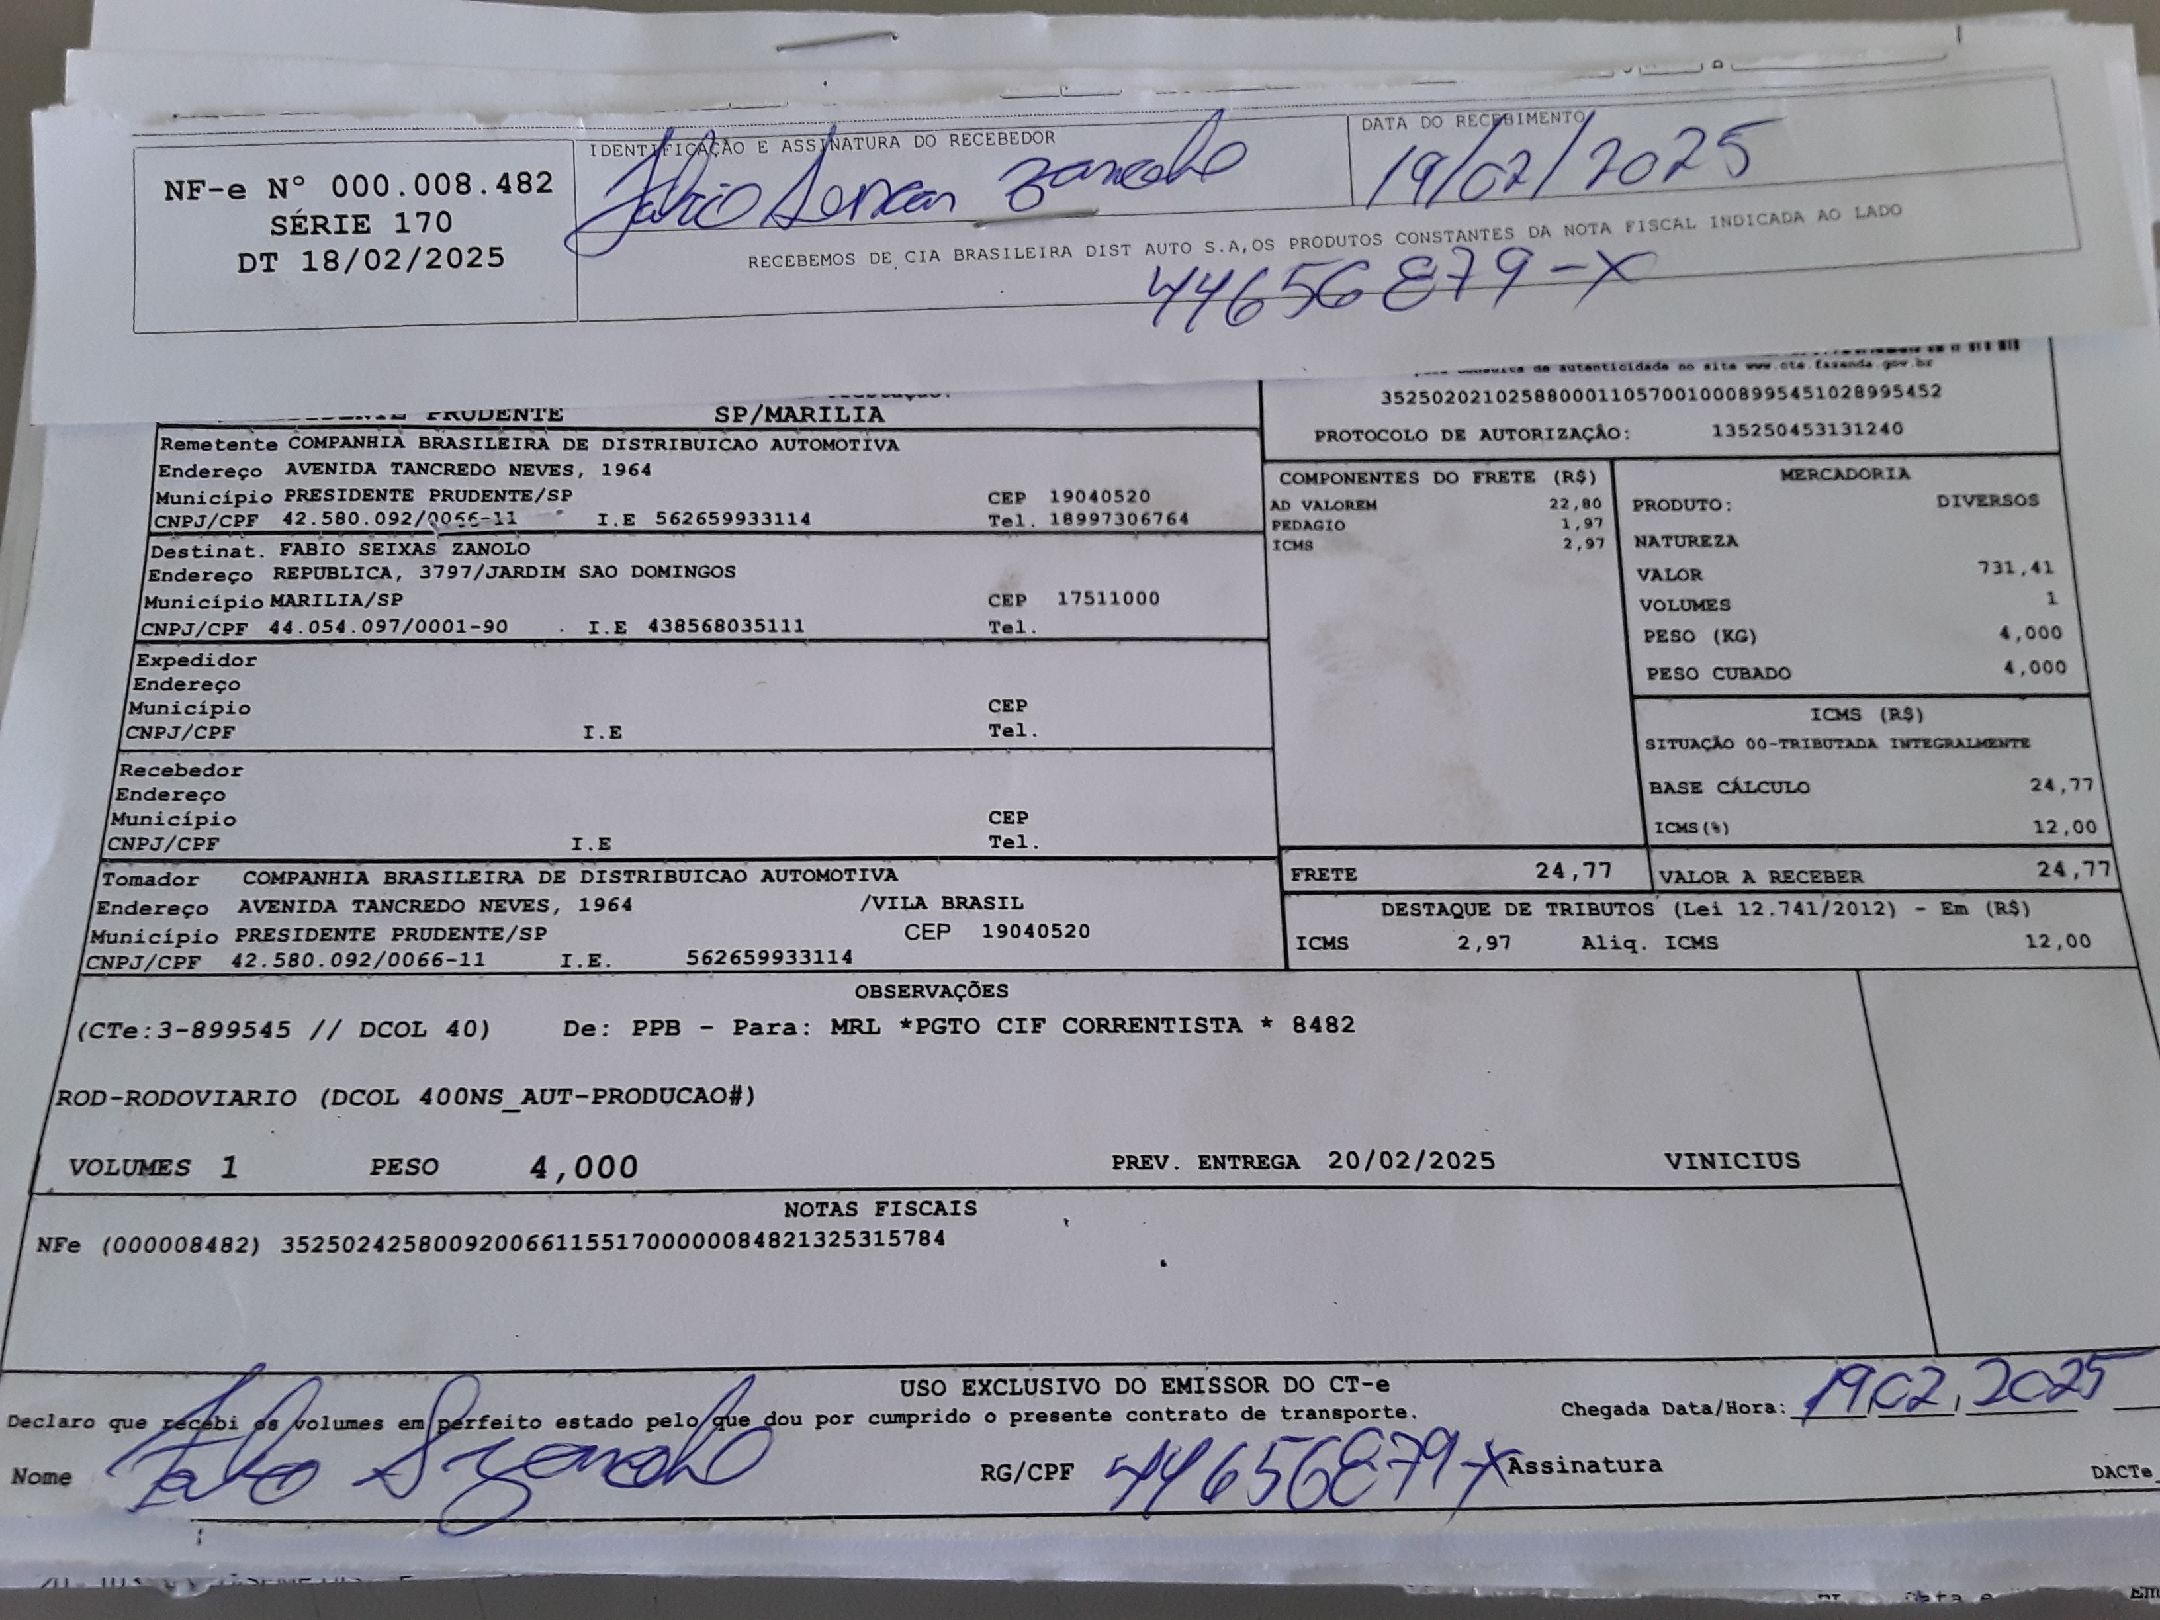 IDENTIFICAÇÃO E ASSINATURA DO RECEBEDOR
DATA DO RECEBIMENTO
NF-e N° 000.008.482
SÉRIE 170
DT 18/02/2025
19/02/2025
RECEBEMOS DE CIA BRASILEIRA DIST AUTO S.A,OS PRODUTOS CONSTANTES DA NOTA FISCAL INDICADA AO LADO
44656879-X
de autenticidade no site www.cte.fazenda.gov.br
35250202102588000110570010008995451028995452
PROTOCOLO DE AUTORIZAÇÃO: 135250453131240
PRUDENTE SP/MARILIA
Remetente COMPANHIA BRASILEIRA DE DISTRIBUICAO AUTOMOTIVA
Endereço AVENIDA TANCREDO NEVES, 1964
Município PRESIDENTE PRUDENTE/SP CEP 19040520
CNPJ/CPF 42.580.092/0066-11 I.E 562659933114 Tel. 18997306764
Destinat. FABIO SEIXAS ZANOLO
Endereço REPUBLICA, 3797/JARDIM SAO DOMINGOS
Município MARILIA/SP CEP 17511000
CNPJ/CPF 44.054.097/0001-90 I.E 438568035111 Tel.
Expedidor
Endereço
Município CEP
CNPJ/CPF I.E Tel.
Recebedor
Endereço
Município CEP
CNPJ/CPF I.E Tel.
Tomador COMPANHIA BRASILEIRA DE DISTRIBUICAO AUTOMOTIVA
Endereço AVENIDA TANCREDO NEVES, 1964 /VILA BRASIL
Município PRESIDENTE PRUDENTE/SP CEP 19040520
CNPJ/CPF 42.580.092/0066-11 I.E. 562659933114
COMPONENTES DO FRETE (R$)
AD VALOREM 22,80
PEDAGIO 1,97
ICMS 2,97
FRETE 24,77
MERCADORIA
PRODUTO: DIVERSOS
NATUREZA
VALOR 731,41
VOLUMES 1
PESO (KG) 4,000
PESO CUBADO 4,000
ICMS (R$)
SITUAÇÃO 00-TRIBUTADA INTEGRALMENTE
BASE CÁLCULO 24,77
ICMS(%) 12,00
VALOR A RECEBER 24,77
DESTAQUE DE TRIBUTOS (Lei 12.741/2012) - Em (R$)
ICMS 2,97 Aliq. ICMS 12,00
OBSERVAÇÕES
(CTe:3-899545 // DCOL 40) De: PPB - Para: MRL *PGTO CIF CORRENTISTA * 8482
ROD-RODOVIARIO (DCOL 400NS_AUT-PRODUCAO#)
VOLUMES 1 PESO 4,000 PREV. ENTREGA 20/02/2025 VINICIUS
NOTAS FISCAIS
NFe (000008482) 35250242580092006611551700000084821325315784
USO EXCLUSIVO DO EMISSOR DO CT-e
Declaro que recebi os volumes em perfeito estado pelo que dou por cumprido o presente contrato de transporte.
Chegada Data/Hora: 19,02,2025
Nome
RG/CPF 44656879-X Assinatura
DACTe